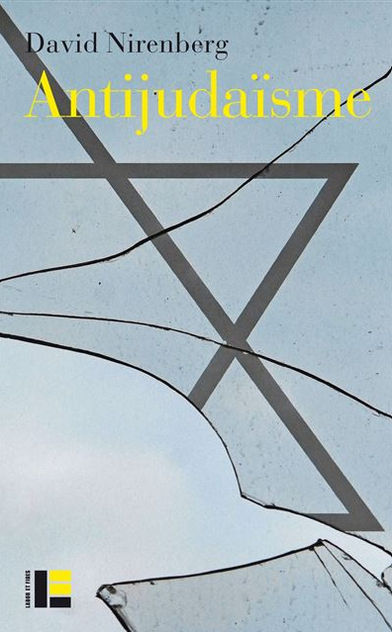 David Nirenberg
Antijudaïsme
LABOR ET FIDES